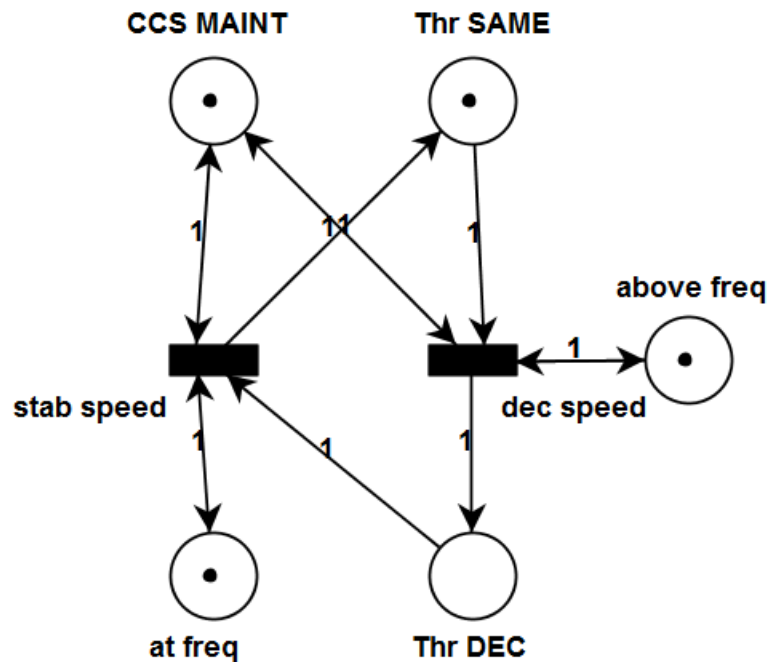 CCS MAINT
Thr SAME
1
11
1
above freq
1
stab speed
dec speed
1
1
1
at freq
Thr DEC